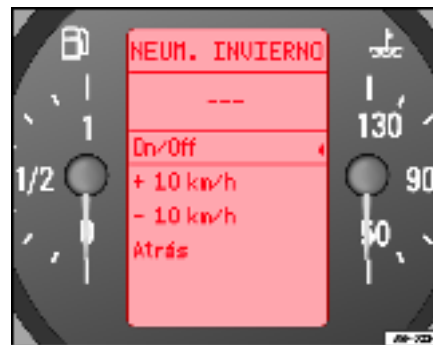 NEUM. INVIERNO
---
On/Off
+ 10 km/h
- 10 km/h
Atrás
1
1/2
0
130
90
50